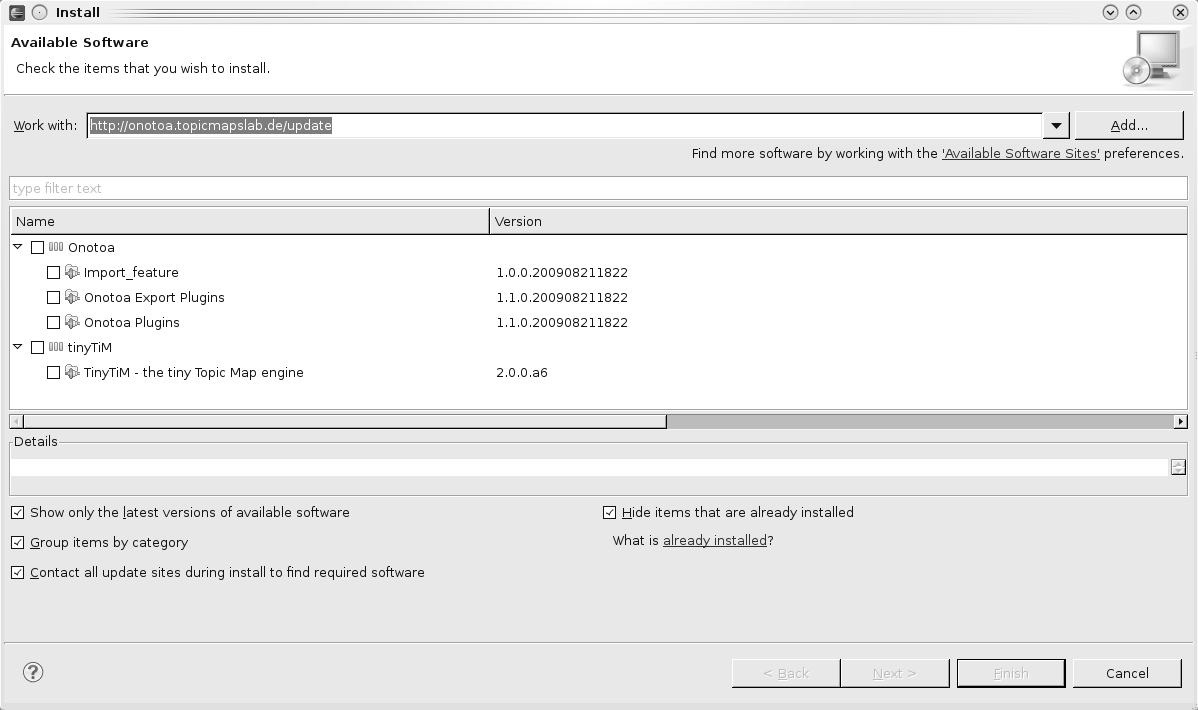 Install
Available Software
Check the items that you wish to install.
Work with: http://onotoa.topicmapslab.de/update Add...
Find more software by working with the 'Available Software Sites' preferences.
type filter text
Name Version
Onotoa
Import_feature 1.0.0.200908211822
Onotoa Export Plugins 1.1.0.200908211822
Onotoa Plugins 1.1.0.200908211822
tinyTiM
TinyTiM - the tiny Topic Map engine 2.0.0.a6
Details
Show only the latest versions of available software Hide items that are already installed
Group items by category What is already installed?
Contact all update sites during install to find required software
? < Back Next > Finish Cancel